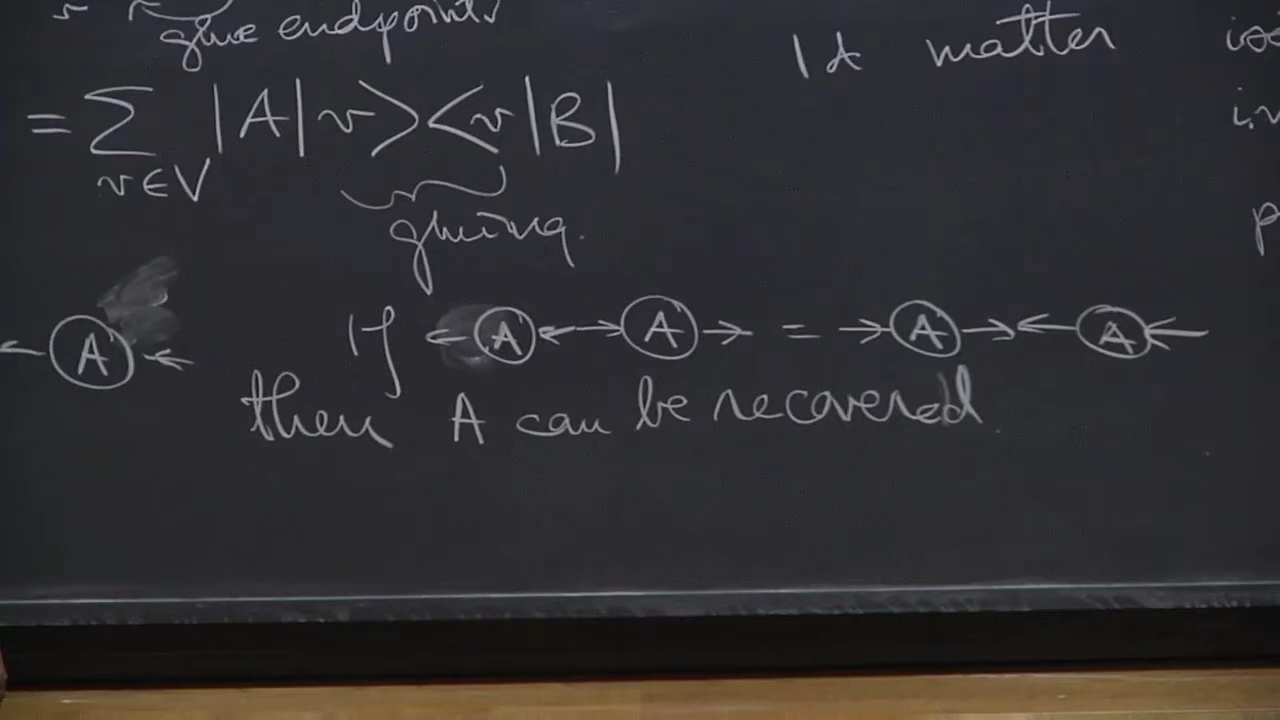 glue endpoints
= ∑ |A|v><v|B|
v∈V
gluing.
It matter
←Ⓐ← If ←Ⓐ←→Ⓐ→ = →Ⓐ→←Ⓐ←
then A can be recovered.